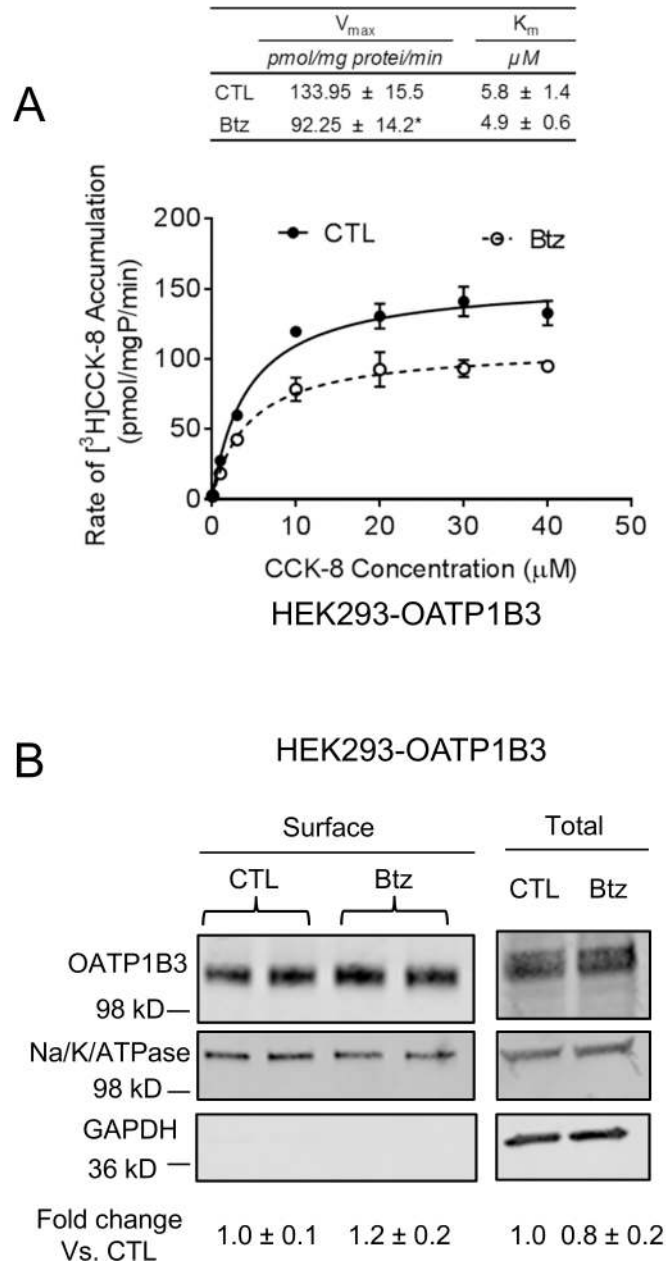 A
V_max K_m
pmol/mg protei/min µM
CTL 133.95 ± 15.5 5.8 ± 1.4
Btz 92.25 ± 14.2* 4.9 ± 0.6
Rate of [³H]CCK-8 Accumulation
(pmol/mgP/min)
CTL Btz
200
150
100
50
0
0 10 20 30 40 50
CCK-8 Concentration (µM)
HEK293-OATP1B3
B
HEK293-OATP1B3
Surface Total
CTL Btz CTL Btz
OATP1B3
98 kD
Na/K/ATPase
98 kD
GAPDH
36 kD
Fold change
Vs. CTL
1.0 ± 0.1 1.2 ± 0.2 1.0 0.8 ± 0.2